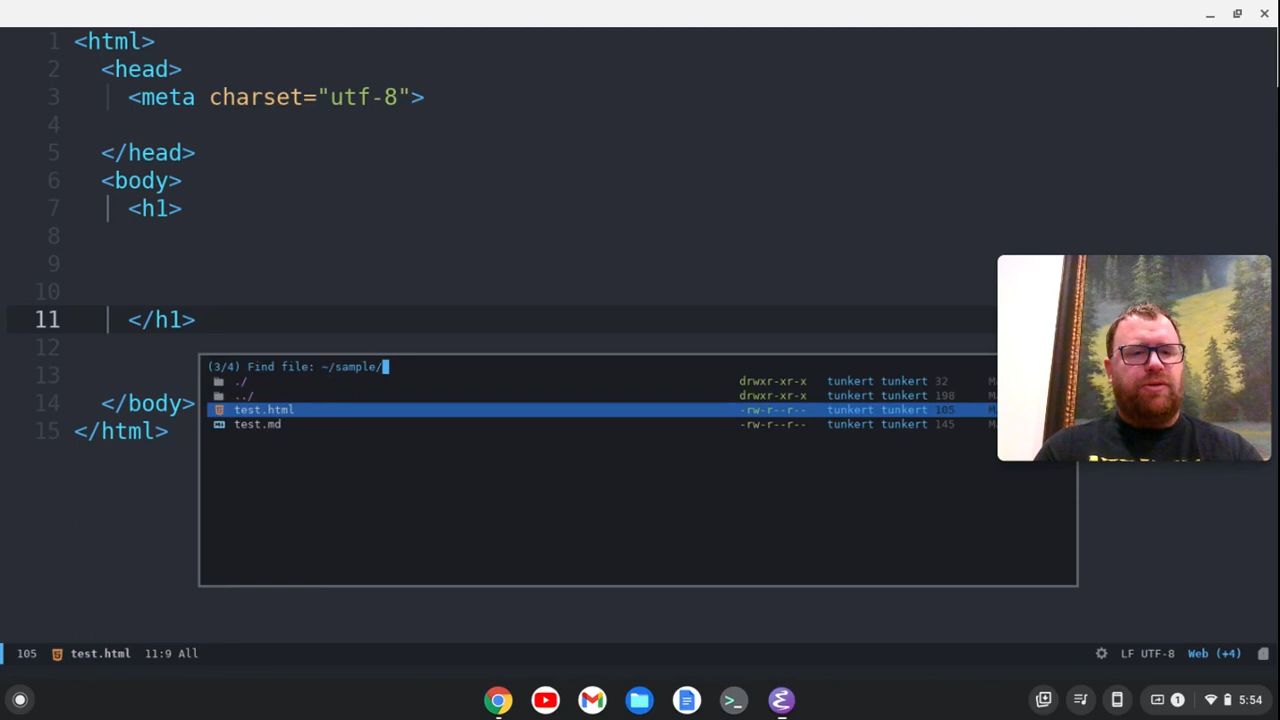 1 <html>
2 <head>
3 <meta charset="utf-8">
4
5 </head>
6 <body>
7 <h1>
8
9
10
11 </h1>
12
13
14 </body>
15 </html>
(3/4) Find file: ~/sample/
./ drwxr-xr-x tunkert tunkert 32
../ drwxr-xr-x tunkert tunkert 198
test.html -rw-r--r-- tunkert tunkert 105
test.md -rw-r--r-- tunkert tunkert 145
105 test.html 11:9 All LF UTF-8 Web (+4)
1 5:54